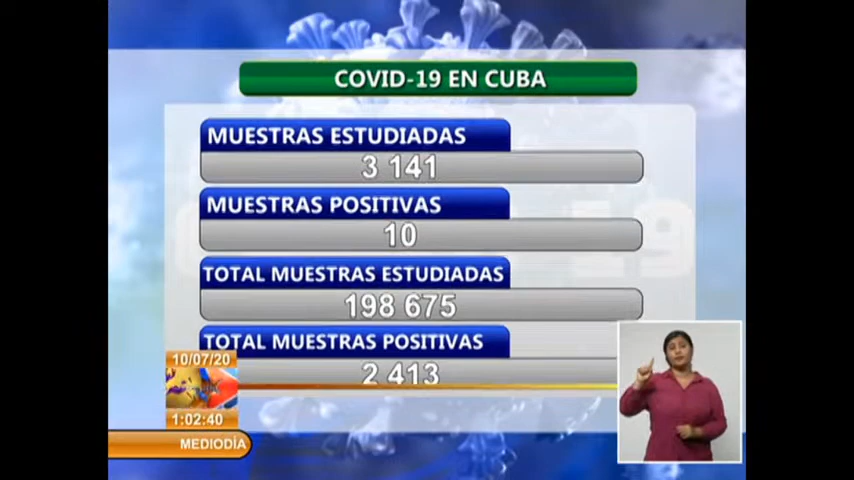 COVID-19 EN CUBA
MUESTRAS ESTUDIADAS
3 141
MUESTRAS POSITIVAS
10
TOTAL MUESTRAS ESTUDIADAS
198 675
TOTAL MUESTRAS POSITIVAS
2 413
10/07/20
1:02:40
MEDIODÍA